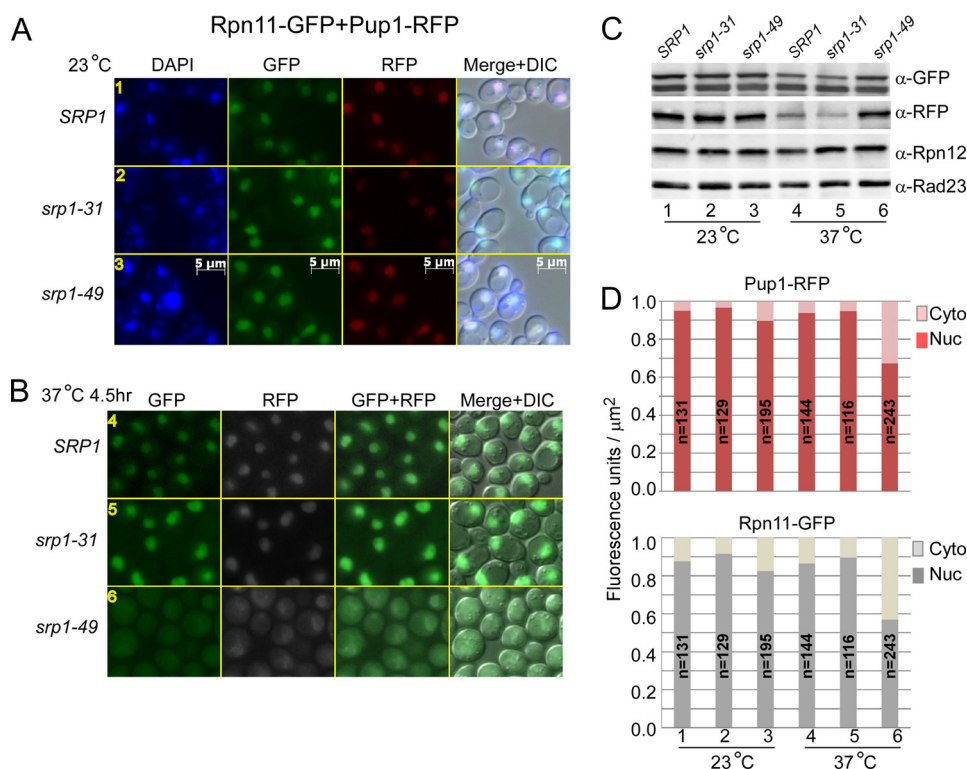 A
Rpn11-GFP+Pup1-RFP
23 °C DAPI GFP RFP Merge+DIC
1
SRP1
2
srp1-31
3
srp1-49
5 µm 5 µm 5 µm 5 µm
B
37 °C 4.5hr
GFP RFP GFP+RFP Merge+DIC
4
SRP1
5
srp1-31
6
srp1-49
C
SRP1 srp1-31 srp1-49 SRP1 srp1-31 srp1-49
α-GFP
α-RFP
α-Rpn12
α-Rad23
1 2 3 4 5 6
23 °C 37 °C
D
Pup1-RFP
Fluorescence units / µm2
1.0
0.8
0.6
0.4
0.2
0.0
n=131 n=129 n=195 n=144 n=116 n=243
Cyto
Nuc
Rpn11-GFP
1.0
0.8
0.6
0.4
0.2
0.0
n=131 n=129 n=195 n=144 n=116 n=243
Cyto
Nuc
1 2 3 4 5 6
23 °C 37 °C